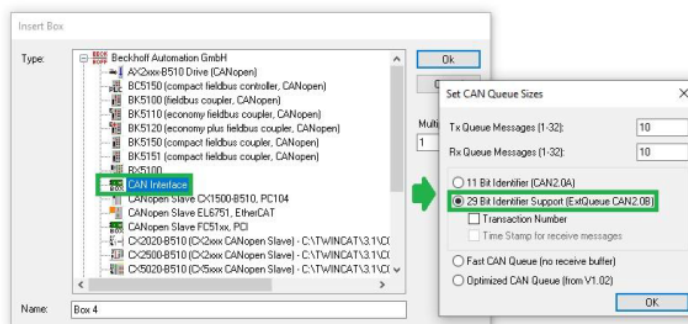 Insert Box
Type:
Beckhoff Automation GmbH
AX2xxx-B510 Drive (CANopen)
BC5150 (compact fieldbus controller, CANopen)
BK5100 (fieldbus coupler, CANopen)
BK5110 (economy fieldbus coupler, CANopen)
BK5120 (economy plus fieldbus coupler, CANopen)
BK5150 (compact fieldbus coupler, CANopen)
BK5151 (compact fieldbus coupler, CANopen)
BX5100
CAN Interface
CANopen Slave CX1500-B510, PC104
CANopen Slave EL6751, EtherCAT
CANopen Slave FC51xx, PCI
CX2020-B510 (CX2xxx CANopen Slave) - C:\TWINCAT\3.1\CO
CX2500-B510 (CX2xxx CANopen Slave) - C:\TWINCAT\3.1\CO
CX5020-B510 (CX5xxx CANopen Slave) - C:\TWINCAT\3.1\CO
Name:
Box 4
Ok
Multi
1
Set CAN Queue Sizes
Tx Queue Messages (1-32):
10
Rx Queue Messages (1-32):
10
11 Bit Identifier (CAN2.0A)
29 Bit Identifier Support (ExtQueue CAN2.0B)
Transaction Number
Time Stamp for receive messages
Fast CAN Queue (no receive buffer)
Optimized CAN Queue (from V1.02)
OK